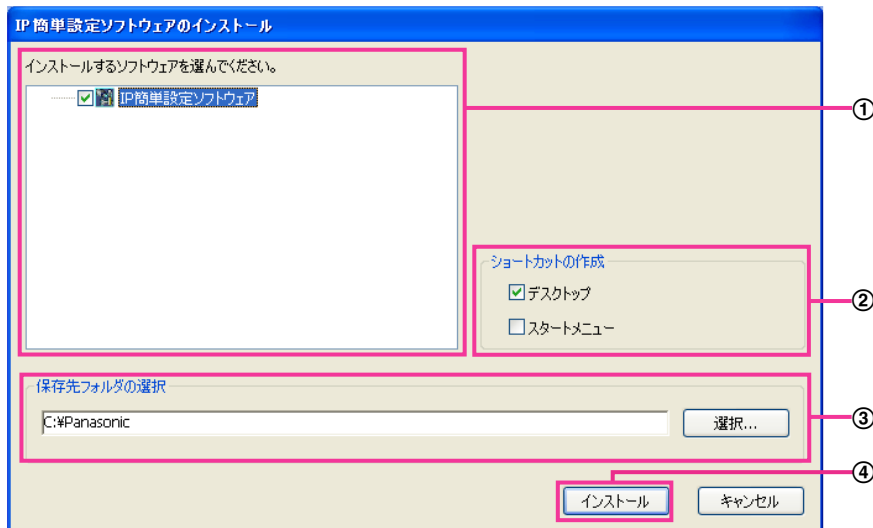 IP簡単設定ソフトウェアのインストール
インストールするソフトウェアを選んでください。
IP簡単設定ソフトウェア
①
ショートカットの作成
デスクトップ
②
スタートメニュー
保存先フォルダの選択
C:¥Panasonic
選択...
③
④
インストール
キャンセル